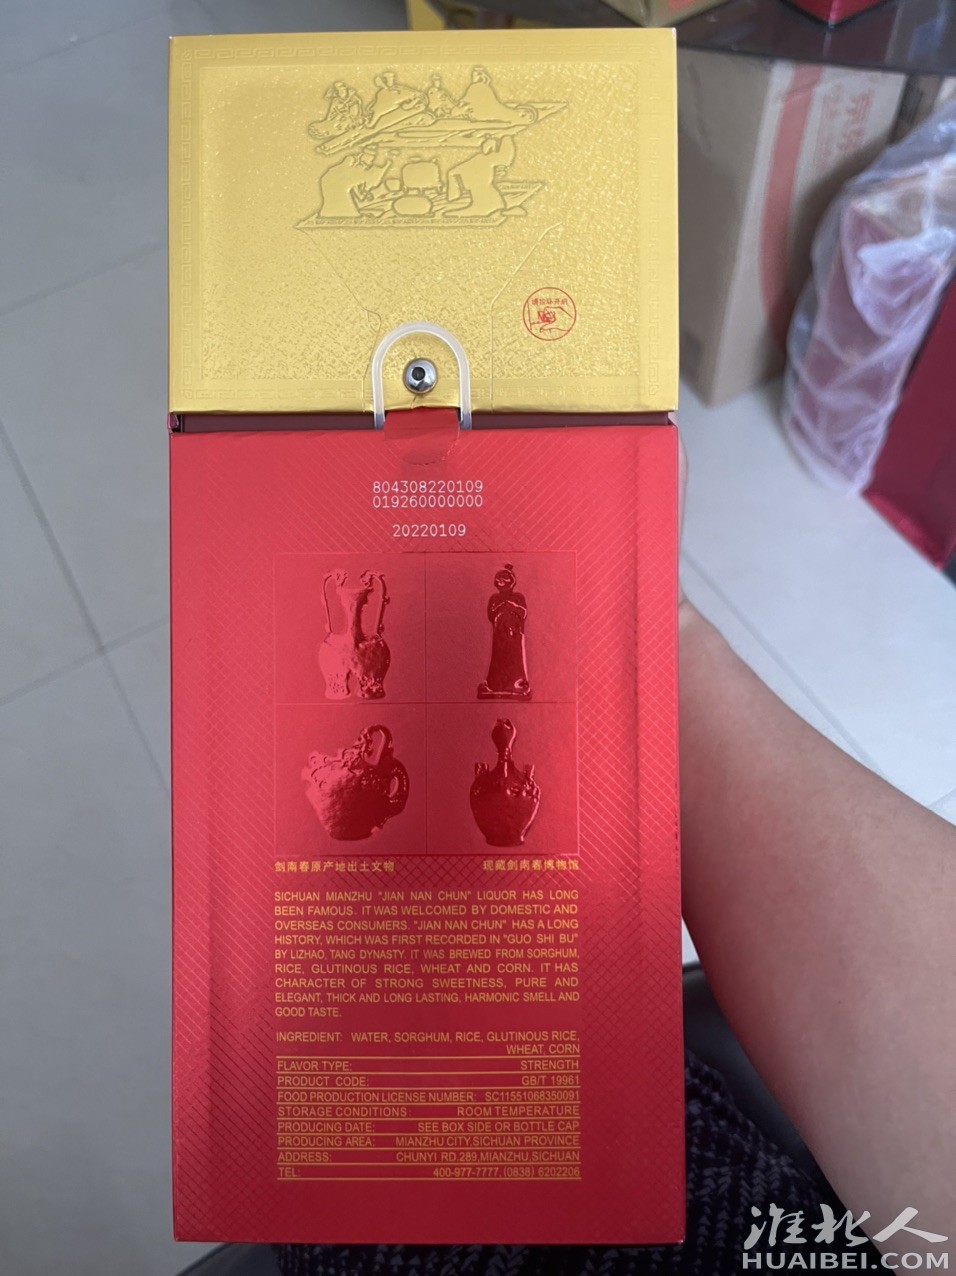 请拉环开启
804308220109
019260000000
20220109
剑南春原产地出土文物 现藏剑南春博物馆
SICHUAN MIANZHU "JIAN NAN CHUN" LIQUOR HAS LONG
BEEN FAMOUS. IT WAS WELCOMED BY DOMESTIC AND
OVERSEAS CONSUMERS. "JIAN NAN CHUN" HAS A LONG
HISTORY, WHICH WAS FIRST RECORDED IN "GUO SHI BU"
BY LIZHAO, TANG DYNASTY. IT WAS BREWED FROM SORGHUM,
RICE, GLUTINOUS RICE, WHEAT AND CORN. IT HAS
CHARACTER OF STRONG SWEETNESS, PURE AND
ELEGANT, THICK AND LONG LASTING, HARMONIC SMELL AND
GOOD TASTE.
INGREDIENT: WATER, SORGHUM, RICE, GLUTINOUS RICE,
WHEAT, CORN
FLAVOR TYPE: STRENGTH
PRODUCT CODE: GB/T 19961
FOOD PRODUCTION LICENSE NUMBER: SC11551068350091
STORAGE CONDITIONS: ROOM TEMPERATURE
PRODUCING DATE: SEE BOX SIDE OR BOTTLE CAP
PRODUCING AREA: MIANZHU CITY,SICHUAN PROVINCE
ADDRESS: CHUNYI RD.289,MIANZHU,SICHUAN
TEL: 400-977-7777, (0838) 6202206
淮北人
HUAIBEI.COM